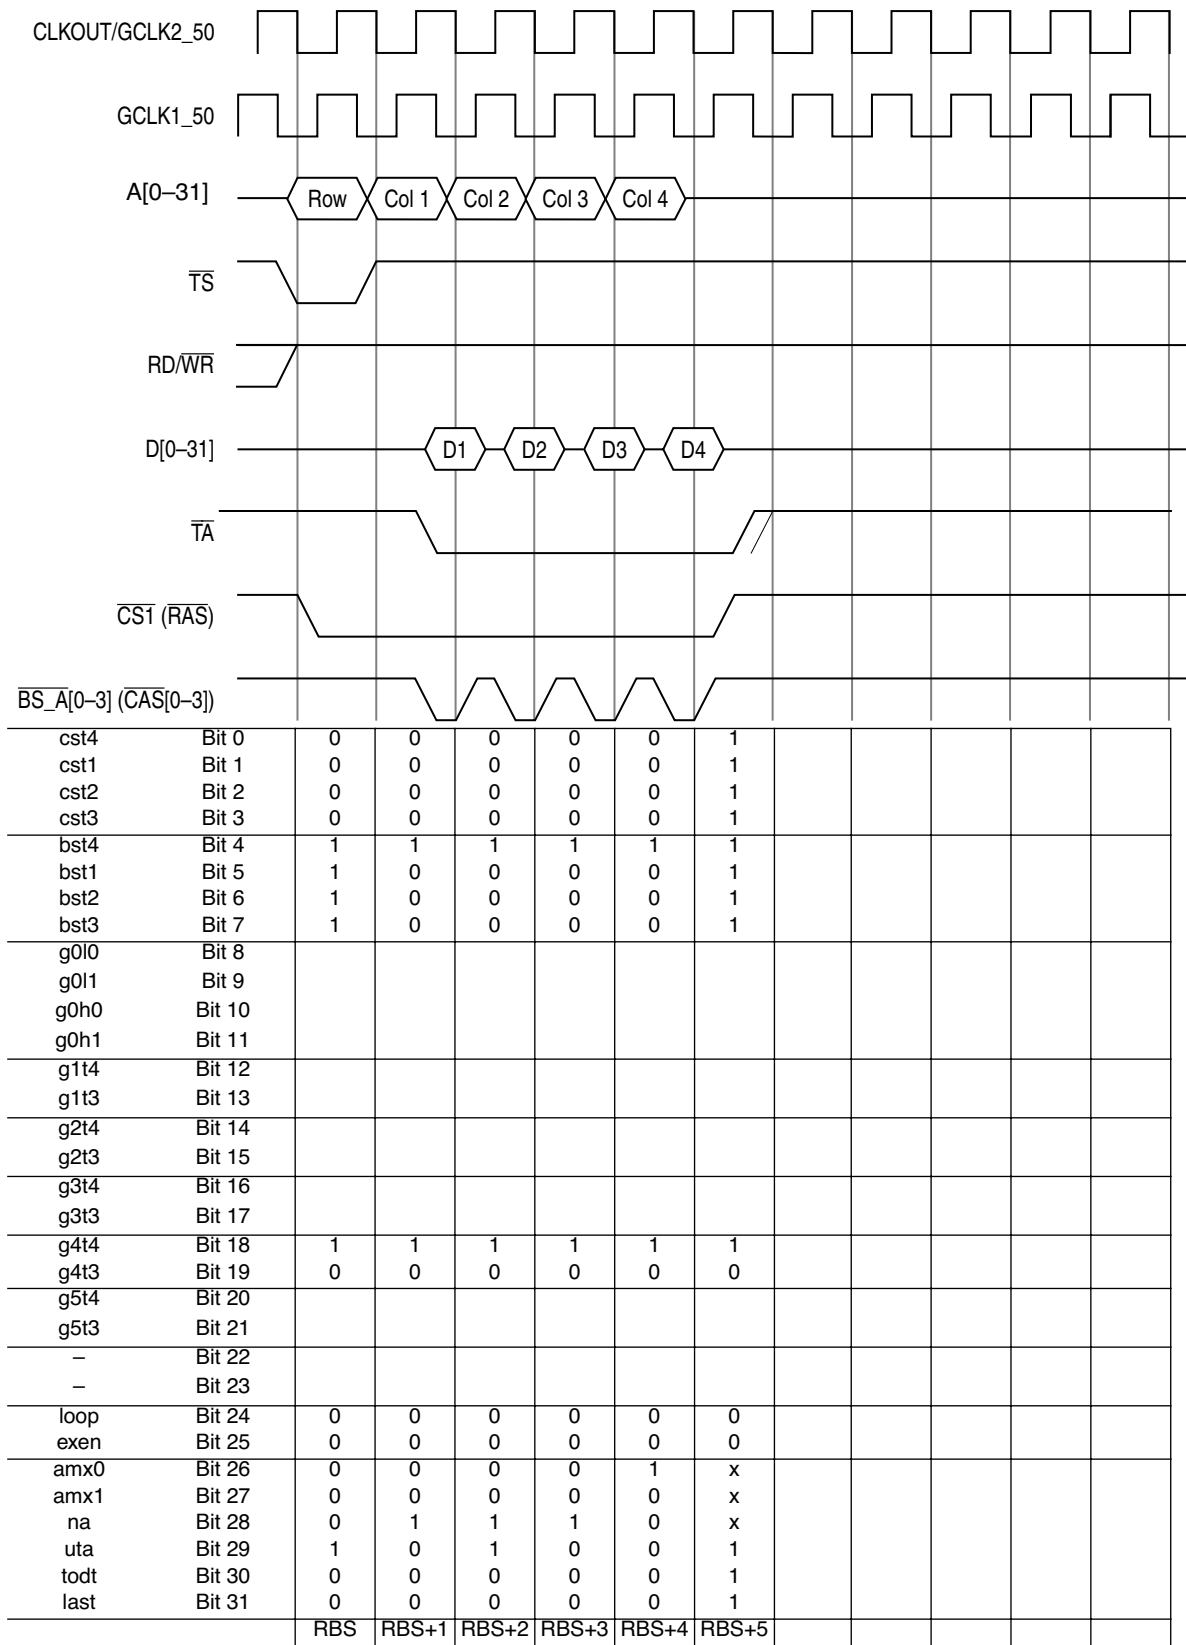 CLKOUT/GCLK2_50
GCLK1_50
A[0–31] Row Col 1 Col 2 Col 3 Col 4
TS
RD/WR
D[0–31] D1 D2 D3 D4
TA
CS1 (RAS)
BS_A[0–3] (CAS[0–3])
cst4 Bit 0 0 0 0 0 0 1
cst1 Bit 1 0 0 0 0 0 1
cst2 Bit 2 0 0 0 0 0 1
cst3 Bit 3 0 0 0 0 0 1
bst4 Bit 4 1 1 1 1 1 1
bst1 Bit 5 1 0 0 0 0 1
bst2 Bit 6 1 0 0 0 0 1
bst3 Bit 7 1 0 0 0 0 1
g0l0 Bit 8
g0l1 Bit 9
g0h0 Bit 10
g0h1 Bit 11
g1t4 Bit 12
g1t3 Bit 13
g2t4 Bit 14
g2t3 Bit 15
g3t4 Bit 16
g3t3 Bit 17
g4t4 Bit 18 1 1 1 1 1 1
g4t3 Bit 19 0 0 0 0 0 0
g5t4 Bit 20
g5t3 Bit 21
– Bit 22
– Bit 23
loop Bit 24 0 0 0 0 0 0
exen Bit 25 0 0 0 0 0 0
amx0 Bit 26 0 0 0 0 1 x
amx1 Bit 27 0 0 0 0 0 x
na Bit 28 0 1 1 1 0 x
uta Bit 29 1 0 1 0 0 1
todt Bit 30 0 0 0 0 0 1
last Bit 31 0 0 0 0 0 1
RBS RBS+1 RBS+2 RBS+3 RBS+4 RBS+5